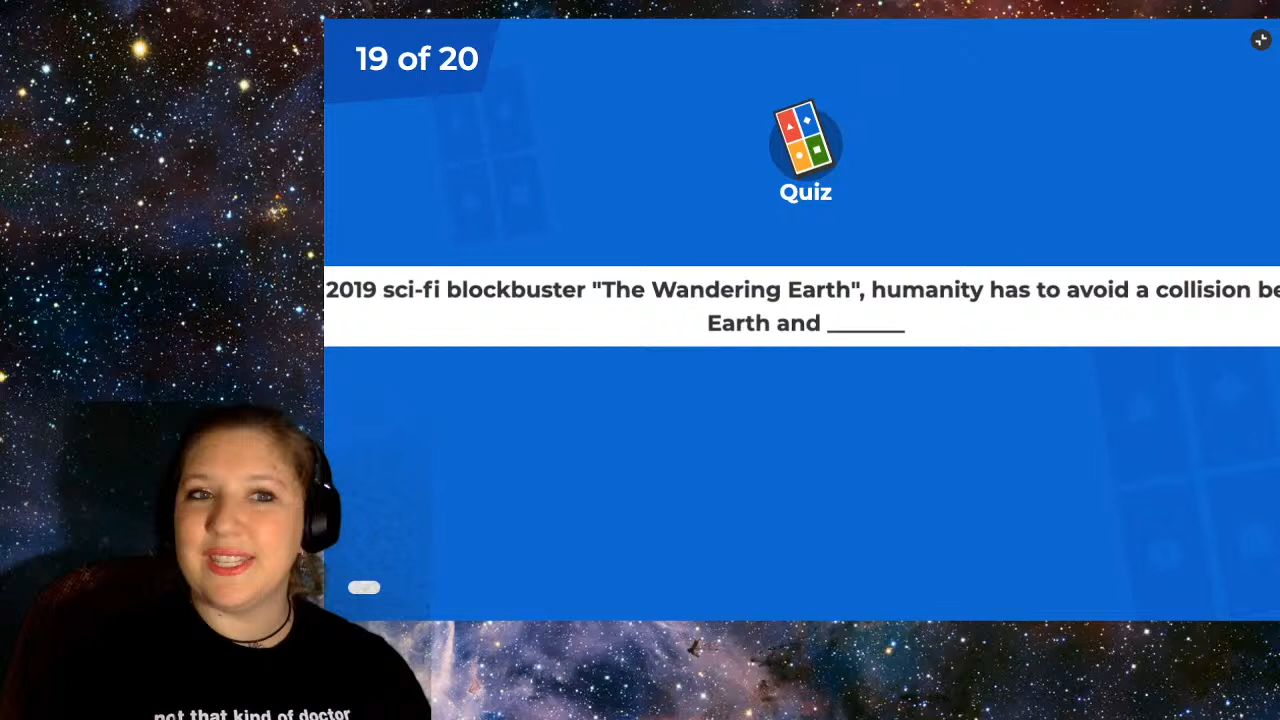 19 of 20
Quiz
2019 sci-fi blockbuster "The Wandering Earth", humanity has to avoid a collision be
Earth and _______
not that kind of doctor